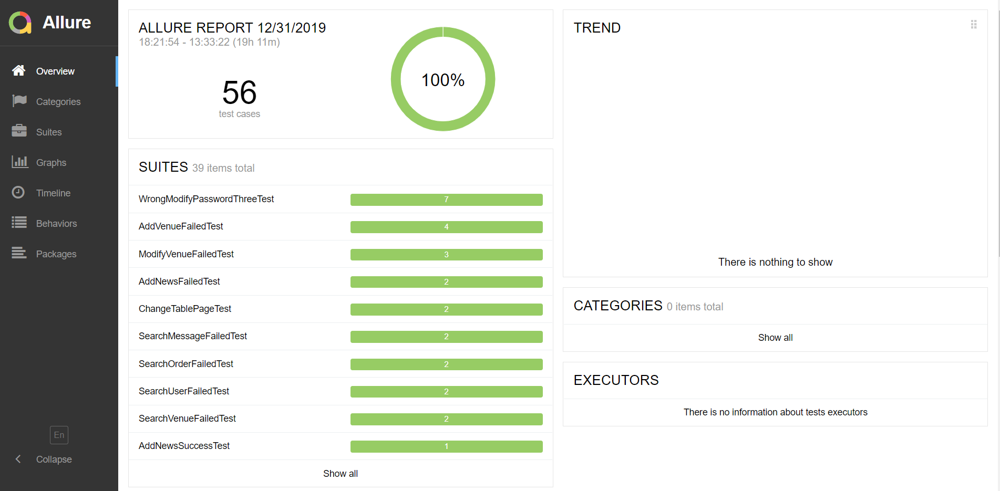 Allure
Overview
Categories
Suites
Graphs
Timeline
Behaviors
Packages
En
Collapse
ALLURE REPORT 12/31/2019
18:21:54 - 13:33:22 (19h 11m)
56
test cases
100%
SUITES 39 items total
WrongModifyPasswordThreeTest 7
AddVenueFailedTest 4
ModifyVenueFailedTest 3
AddNewsFailedTest 2
ChangeTablePageTest 2
SearchMessageFailedTest 2
SearchOrderFailedTest 2
SearchUserFailedTest 2
SearchVenueFailedTest 2
AddNewsSuccessTest 1
Show all
TREND
There is nothing to show
CATEGORIES 0 items total
Show all
EXECUTORS
There is no information about tests executors